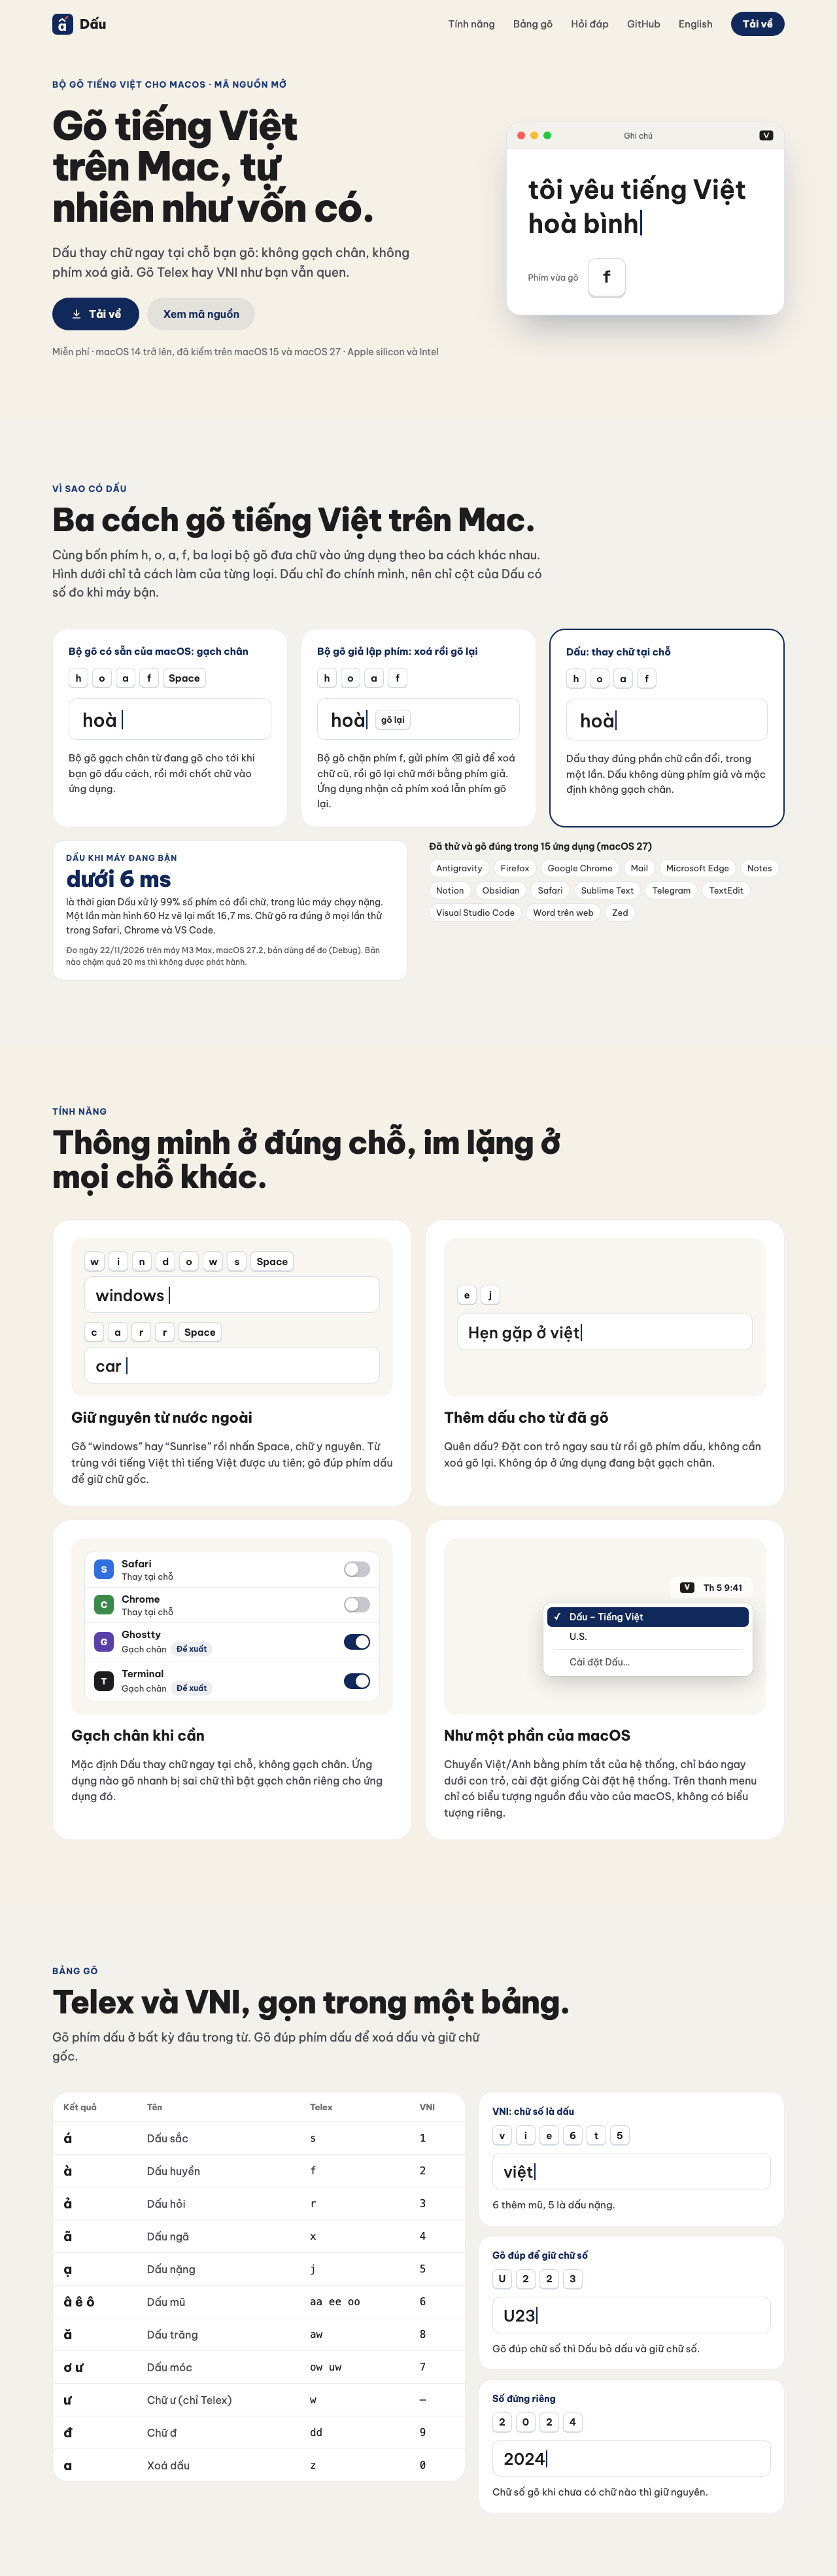 Dấu
Tính năng
Bảng gõ
Hỏi đáp
GitHub
English
Tải về
BỘ GÕ TIẾNG VIỆT CHO MACOS · MÃ NGUỒN MỞ
Gõ tiếng Việt
trên Mac, tự
nhiên như vốn có.
Dấu thay chữ ngay tại chỗ bạn gõ: không gạch chân, không
phím xoá giả. Gõ Telex hay VNI như bạn vẫn quen.
Tải về
Xem mã nguồn
Miễn phí · macOS 14 trở lên, đã kiểm trên macOS 15 và macOS 27 · Apple silicon và Intel
Ghi chú
V
tôi yêu tiếng Việt
hoà bình
Phím vừa gõ
f
VÌ SAO CÓ DẤU
Ba cách gõ tiếng Việt trên Mac.
Cùng bốn phím h, o, a, f, ba loại bộ gõ đưa chữ vào ứng dụng theo ba cách khác nhau.
Hình dưới chỉ tả cách làm của từng loại. Dấu chỉ đo chính mình, nên chỉ cột của Dấu có
số đo khi máy bận.
Bộ gõ có sẵn của macOS: gạch chân
h o a f Space
hoà
Bộ gõ gạch chân từ đang gõ cho tới khi
bạn gõ dấu cách, rồi mới chốt chữ vào
ứng dụng.
Bộ gõ giả lập phím: xoá rồi gõ lại
h o a f
hoà gõ lại
Bộ gõ chặn phím f, gửi phím ⌫ giả để xoá
chữ cũ, rồi gõ lại chữ mới bằng phím giả.
Ứng dụng nhận cả phím xoá lẫn phím gõ
lại.
Dấu: thay chữ tại chỗ
h o a f
hoà
Dấu thay đúng phần chữ cần đổi, trong
một lần. Dấu không dùng phím giả và mặc
định không gạch chân.
DẤU KHI MÁY ĐANG BẬN
dưới 6 ms
là thời gian Dấu xử lý 99% số phím có đổi chữ, trong lúc máy chạy nặng.
Một lần màn hình 60 Hz vẽ lại mất 16,7 ms. Chữ gõ ra đúng ở mọi lần thử
trong Safari, Chrome và VS Code.
Đo ngày 22/11/2026 trên máy M3 Max, macOS 27.2, bản dùng để đo (Debug). Bản
nào chậm quá 20 ms thì không được phát hành.
Đã thử và gõ đúng trong 15 ứng dụng (macOS 27)
Antigravity Firefox Google Chrome Mail Microsoft Edge Notes
Notion Obsidian Safari Sublime Text Telegram TextEdit
Visual Studio Code Word trên web Zed
TÍNH NĂNG
Thông minh ở đúng chỗ, im lặng ở
mọi chỗ khác.
w i n d o w s Space
windows
c a r r Space
car
Giữ nguyên từ nước ngoài
Gõ “windows” hay “Sunrise” rồi nhấn Space, chữ y nguyên. Từ
trùng với tiếng Việt thì tiếng Việt được ưu tiên; gõ đúp phím dấu
để giữ chữ gốc.
e j
Hẹn gặp ở việt
Thêm dấu cho từ đã gõ
Quên dấu? Đặt con trỏ ngay sau từ rồi gõ phím dấu, không cần
xoá gõ lại. Không áp ở ứng dụng đang bật gạch chân.
S
Safari
Thay tại chỗ
C
Chrome
Thay tại chỗ
G
Ghostty
Gạch chân Đề xuất
T
Terminal
Gạch chân Đề xuất
Gạch chân khi cần
Mặc định Dấu thay chữ ngay tại chỗ, không gạch chân. Ứng
dụng nào gõ nhanh bị sai chữ thì bật gạch chân riêng cho ứng
dụng đó.
V Th 5 9:41
✓ Dấu – Tiếng Việt
U.S.
Cài đặt Dấu...
Như một phần của macOS
Chuyển Việt/Anh bằng phím tắt của hệ thống, chỉ báo ngay
dưới con trỏ, cài đặt giống Cài đặt hệ thống. Trên thanh menu
chỉ có biểu tượng nguồn đầu vào của macOS, không có biểu
tượng riêng.
BẢNG GÕ
Telex và VNI, gọn trong một bảng.
Gõ phím dấu ở bất kỳ đâu trong từ. Gõ đúp phím dấu để xoá dấu và giữ chữ
gốc.
Kết quả Tên Telex VNI
á Dấu sắc s 1
à Dấu huyền f 2
ả Dấu hỏi r 3
ã Dấu ngã x 4
ạ Dấu nặng j 5
â ê ô Dấu mũ aa ee oo 6
ă Dấu trăng aw 8
ơ ư Dấu móc ow uw 7
ư Chữ ư (chỉ Telex) w —
đ Chữ đ dd 9
a Xoá dấu z 0
VNI: chữ số là dấu
v i e 6 t 5
việt
6 thêm mũ, 5 là dấu nặng.
Gõ đúp để giữ chữ số
U 2 2 3
U23
Gõ đúp chữ số thì Dấu bỏ dấu và giữ chữ số.
Số đứng riêng
2 0 2 4
2024
Chữ số gõ khi chưa có chữ nào thì giữ nguyên.